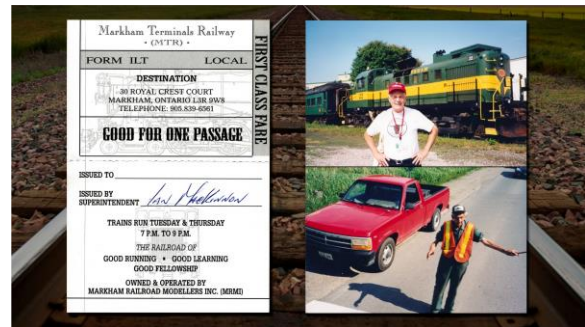 Markham Terminals Railway
• (MTR) •
FORM ILT LOCAL
DESTINATION
30 ROYAL CREST COURT
MARKHAM, ONTARIO L3R 9W8
TELEPHONE: 905.839-6561
GOOD FOR ONE PASSAGE
FIRST CLASS FARE
ISSUED TO
ISSUED BY
SUPERINTENDENT Ian MacKinnon
TRAINS RUN TUESDAY & THURSDAY
7 P.M. TO 9 P.M.
THE RAILROAD OF
GOOD RUNNING • GOOD LEARNING
GOOD FELLOWSHIP
OWNED & OPERATED BY
MARKHAM RAILROAD MODELLERS INC. (MRMI)